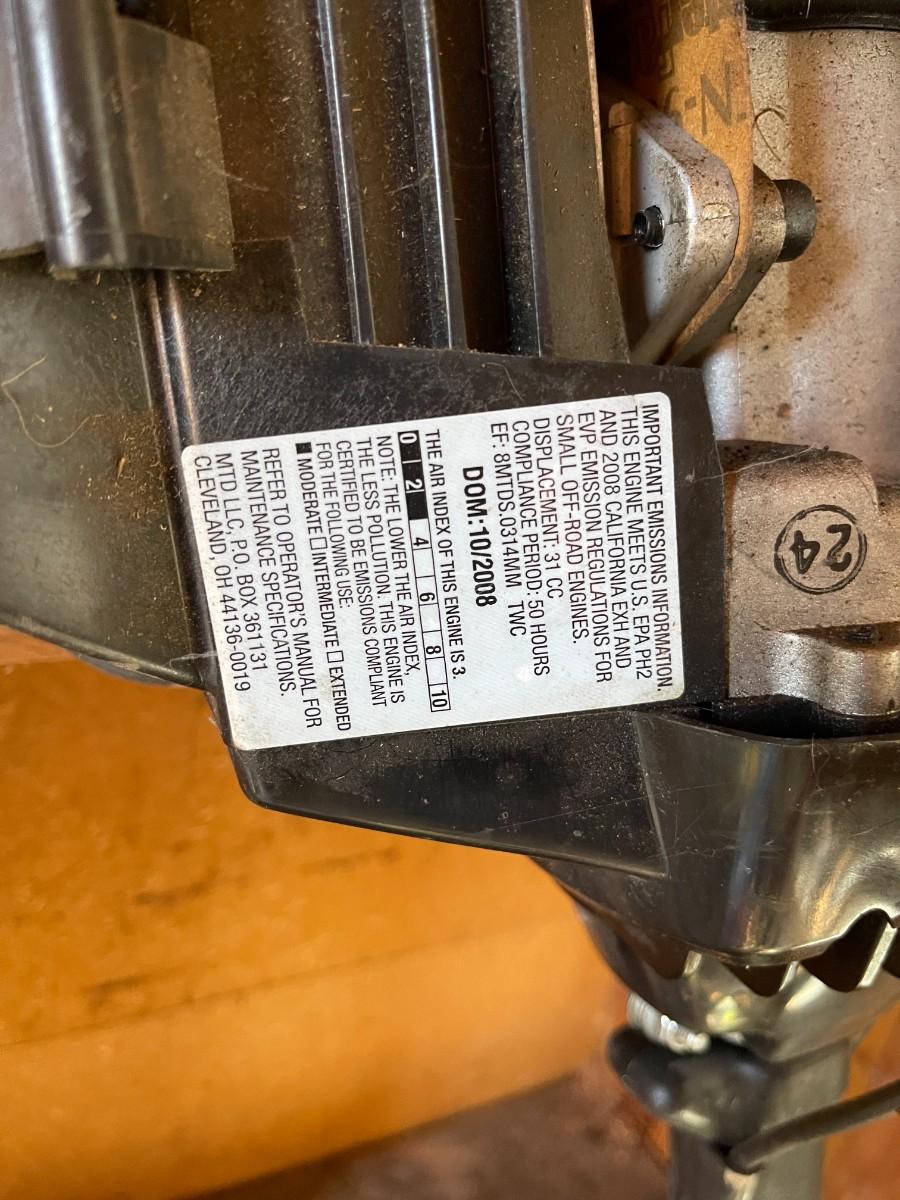 IMPORTANT EMISSIONS INFORMATION.
THIS ENGINE MEETS U.S. EPA PH2
AND 2008 CALIFORNIA EXH AND
EVP EMISSION REGULATIONS FOR
SMALL OFF-ROAD ENGINES.
DISPLACEMENT: 31 CC
COMPLIANCE PERIOD: 50 HOURS
EF: 8MTDS.0314MM TWC
DOM:10/2008
THE AIR INDEX OF THIS ENGINE IS 3.
0 2 4 6 8 10
NOTE: THE LOWER THE AIR INDEX,
THE LESS POLLUTION. THIS ENGINE IS
CERTIFIED TO BE EMISSIONS COMPLIANT
FOR THE FOLLOWING USE:
■ MODERATE □ INTERMEDIATE □ EXTENDED
REFER TO OPERATOR'S MANUAL FOR
MAINTENANCE SPECIFICATIONS.
MTD LLC, P.O. BOX 361131
CLEVELAND, OH 44136-0019
24